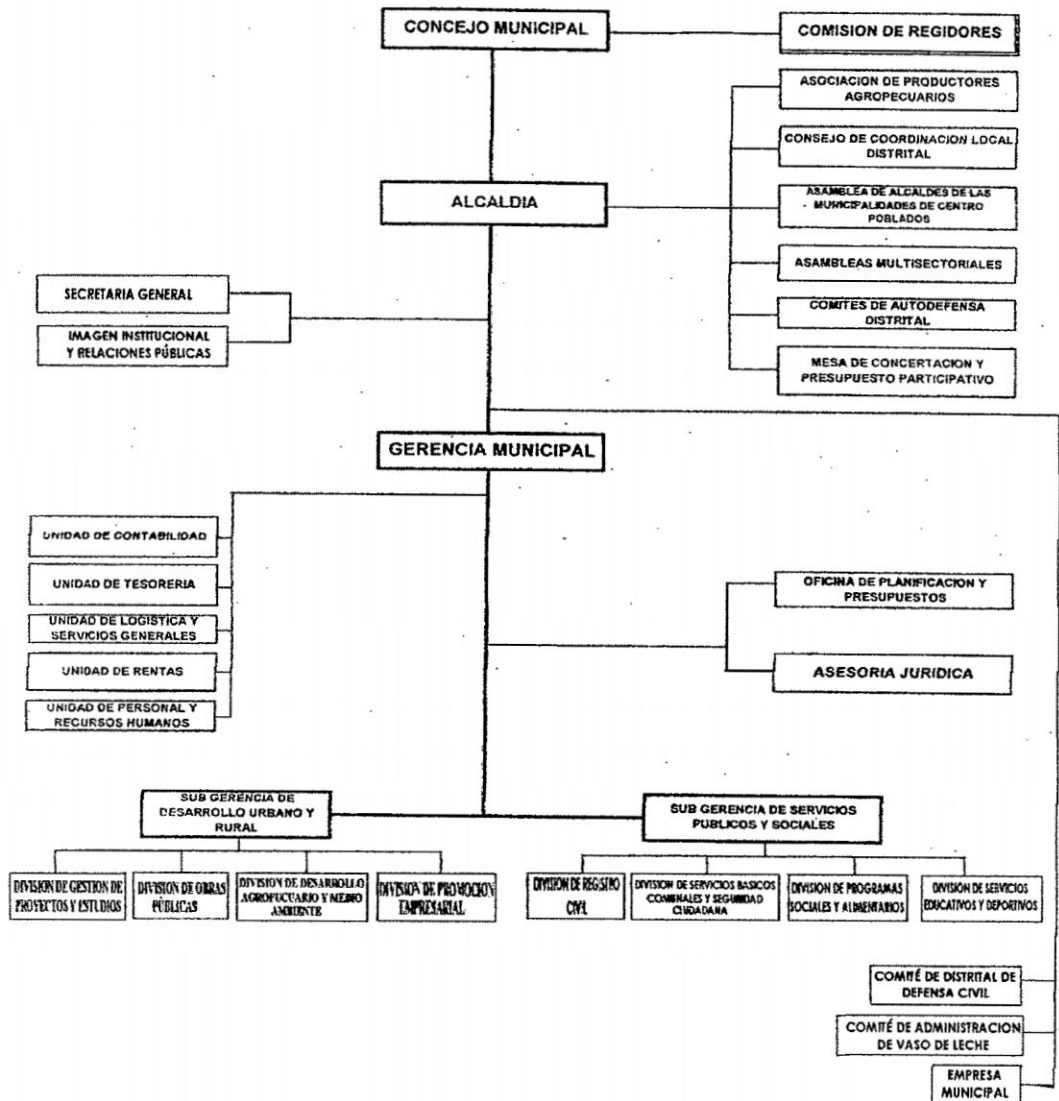 CONCEJO MUNICIPAL
COMISION DE REGIDORES
ASOCIACION DE PRODUCTORES
AGROPECUARIOS
CONSEJO DE COORDINACION LOCAL
DISTRITAL
ALCALDIA
ASAMBLEA DE ALCALDES DE LAS
MUNICIPALIDADES DE CENTRO
POBLADOS
ASAMBLEAS MULTISECTORIALES
COMITES DE AUTODEFENSA
DISTRITAL
MESA DE CONCERTACION Y
PRESUPUESTO PARTICIPATIVO
SECRETARIA GENERAL
IMAGEN INSTITUCIONAL
Y RELACIONES PÚBLICAS
GERENCIA MUNICIPAL
UNIDAD DE CONTABILIDAD
UNIDAD DE TESORERIA
UNIDAD DE LOGISTICA Y
SERVICIOS GENERALES
UNIDAD DE RENTAS
UNIDAD DE PERSONAL Y
RECURSOS HUMANOS
OFICINA DE PLANIFICACION Y
PRESUPUESTOS
ASESORIA JURIDICA
SUB GERENCIA DE
DESARROLLO URBANO Y
RURAL
SUB GERENCIA DE SERVICIOS
PUBLICOS Y SOCIALES
DIVISION DE GESTION DE
PROYECTOS Y ESTUDIOS
DIVISION DE OBRAS
PÚBLICAS
DIVISION DE DESARROLLO
AGROPUCUARIO Y MEDIO
AMBIENTE
DIVISION DE PROMOCION
EMPRESARIAL
DIVISION DE REGISTRO
CIVIL
DIVISION DE SERVICIOS BASICOS
COMUNALES Y SEGURIDAD
CIUDADANA
DIVISION DE PROGRAMAS
SOCIALES Y ALIMENTARIOS
DIVISION DE SERVICIOS
EDUCATIVOS Y DEPORTIVOS
COMITÉ DE DISTRITAL DE
DEFENSA CIVIL
COMITÉ DE ADMINISTRACION
DE VASO DE LECHE
EMPRESA
MUNICIPAL